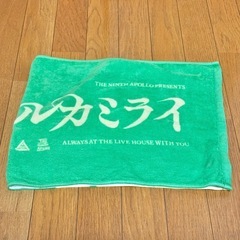 THE NINTH APOLLO PRESENTS
ルカミライ
ALWAYS AT THE LIVE HOUSE WITH YOU